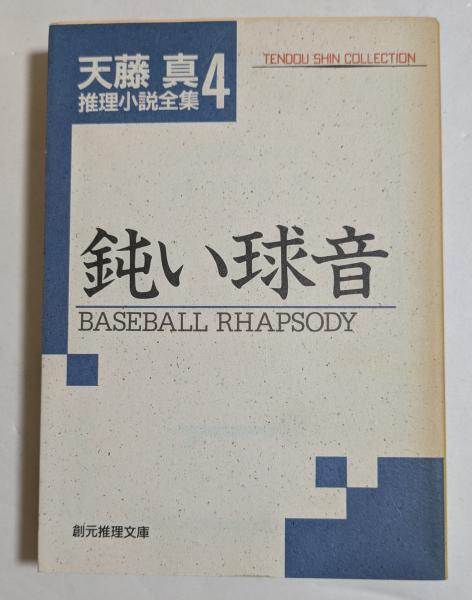 天藤 真
推理小説全集4
TENDOU SHIN COLLECTION
鈍い球音
BASEBALL RHAPSODY
創元推理文庫